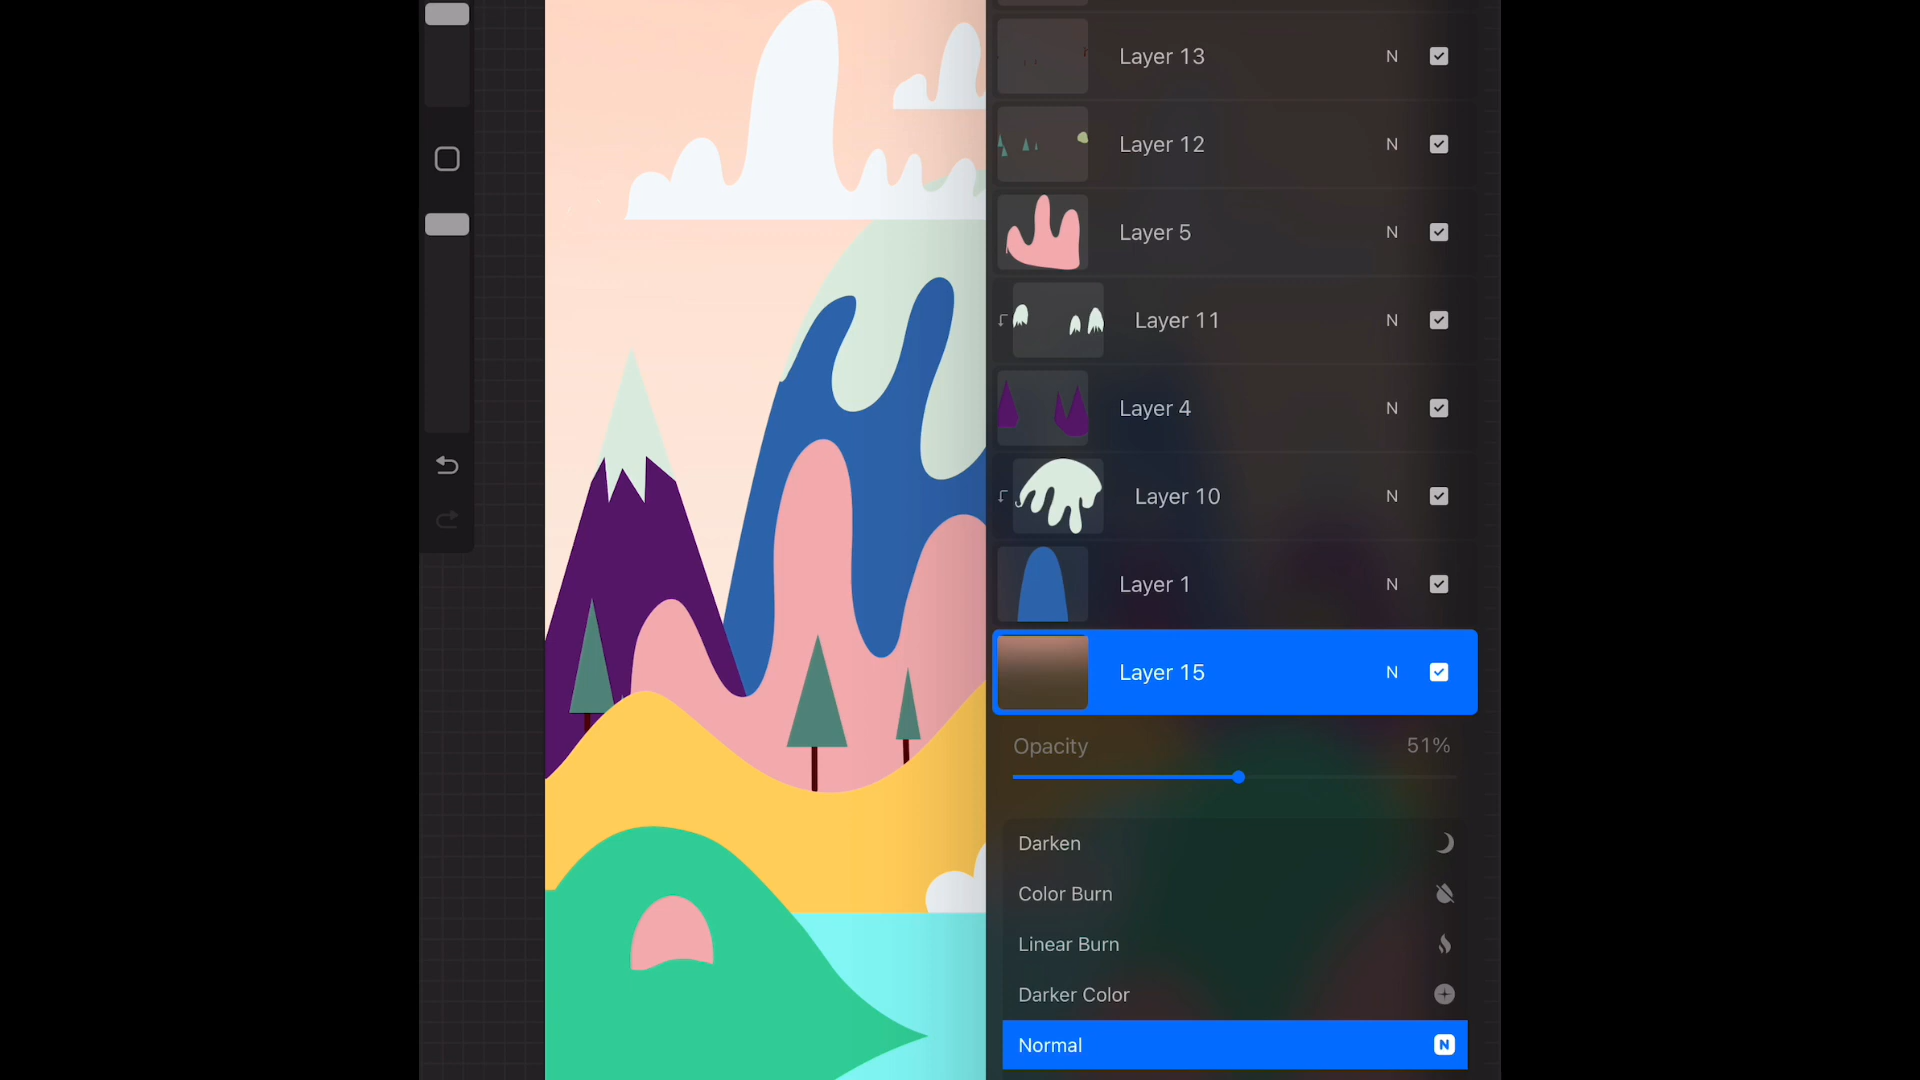 Layer 13 N
Layer 12 N
Layer 5 N
Layer 11 N
Layer 4 N
Layer 10 N
Layer 1 N
Layer 15 N
Opacity 51%
Darken
Color Burn
Linear Burn
Darker Color
Normal N